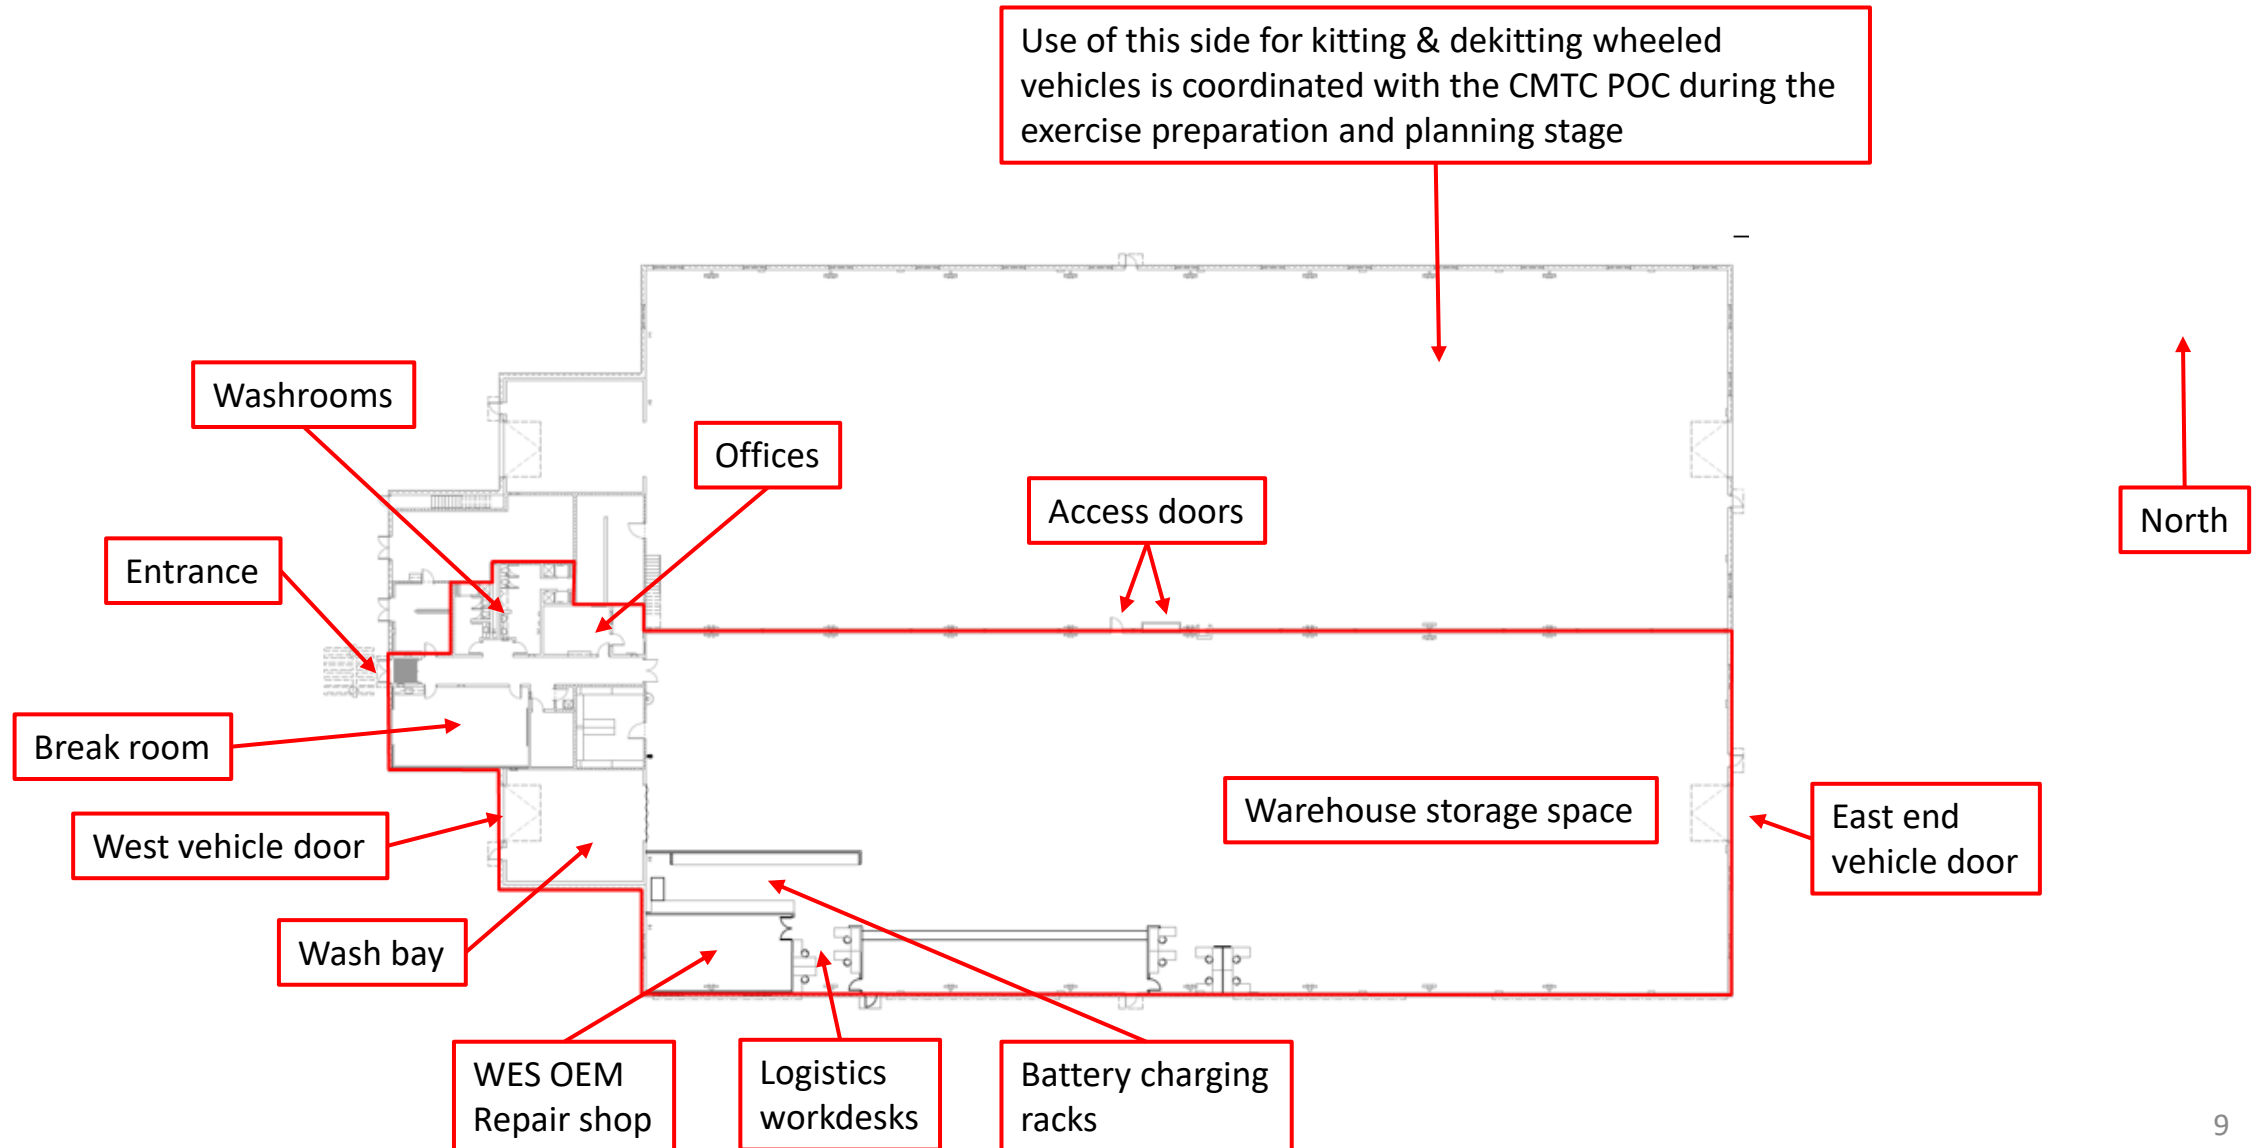 Use of this side for kitting & dekitting wheeled
vehicles is coordinated with the CMTC POC during the
exercise preparation and planning stage
Washrooms
Offices
Access doors
North
Entrance
Break room
Warehouse storage space
East end
vehicle door
West vehicle door
Wash bay
WES OEM
Repair shop
Logistics
workdesks
Battery charging
racks
9